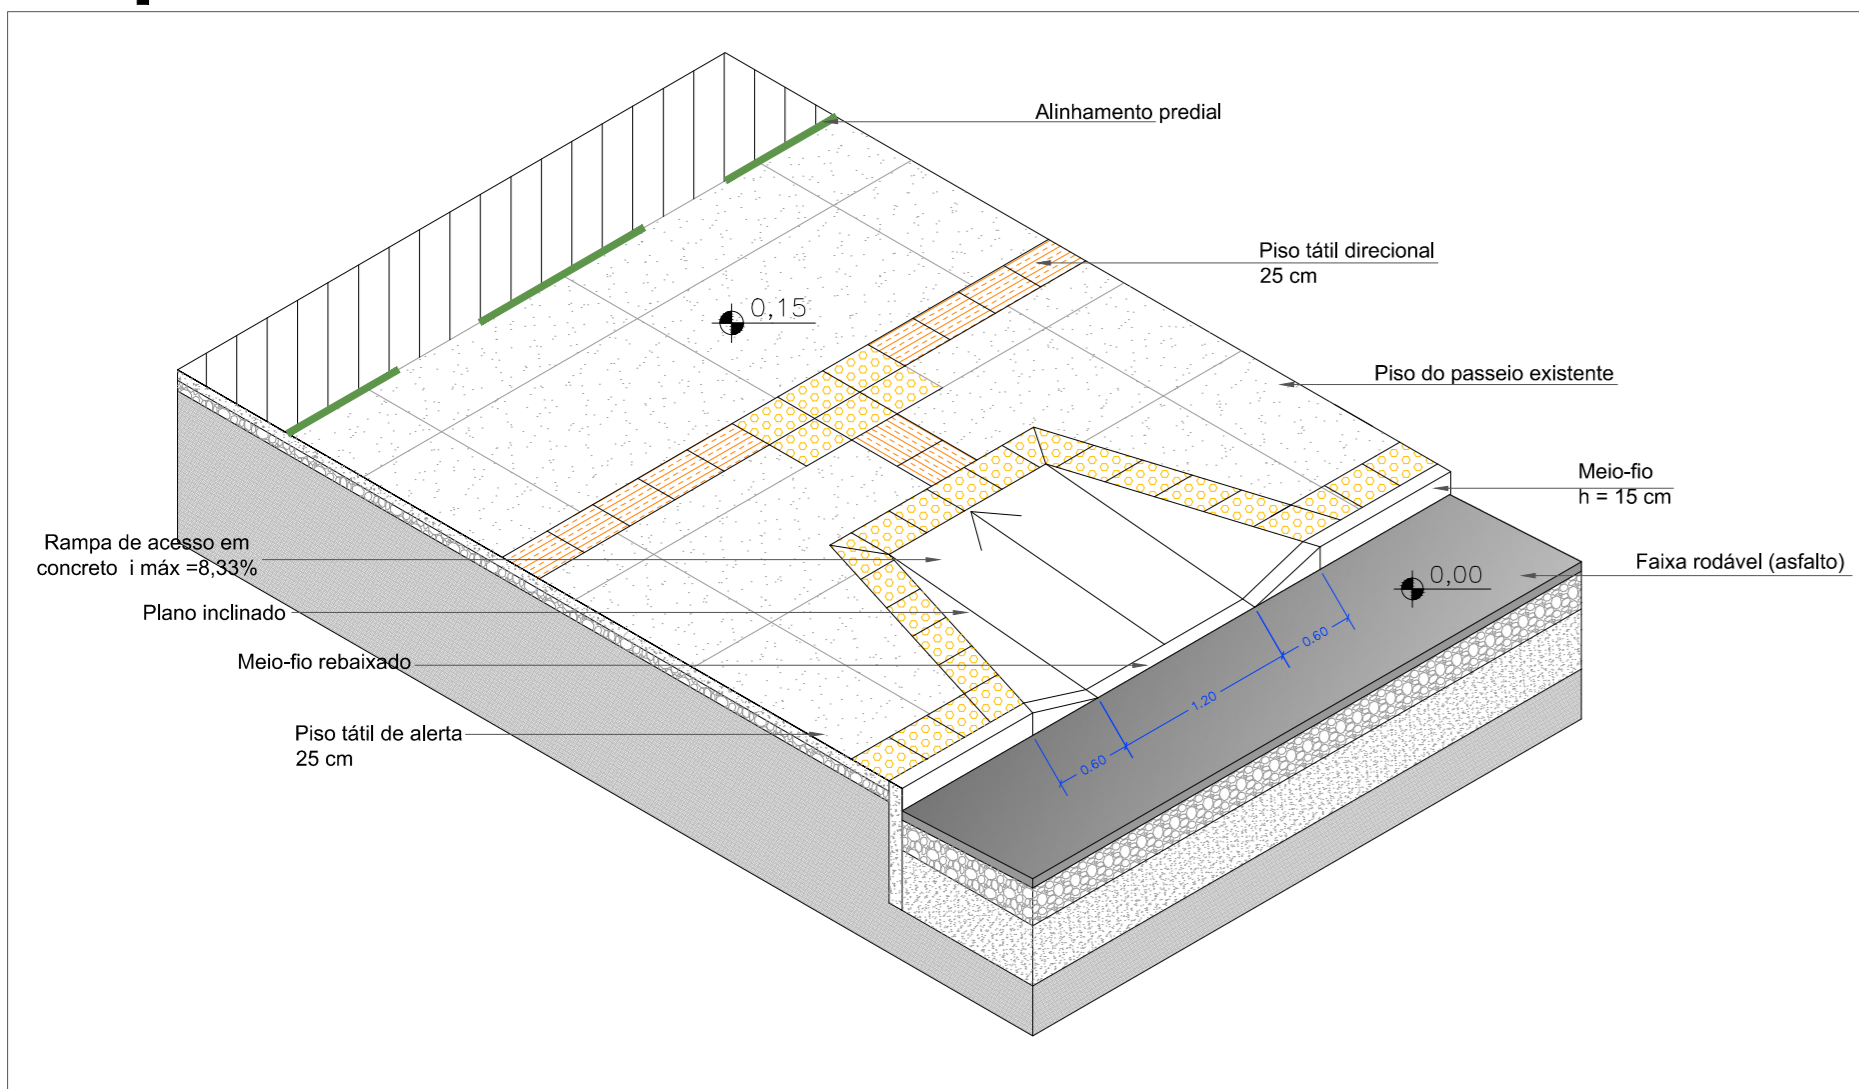 Alinhamento predial
Piso tátil direcional
25 cm
0,15
Piso do passeio existente
Meio-fio
h = 15 cm
Rampa de acesso em
concreto i máx =8,33%
Faixa rodável (asfalto)
0,00
Plano inclinado
0.60
Meio-fio rebaixado
1.20
Piso tátil de alerta
25 cm
0.60